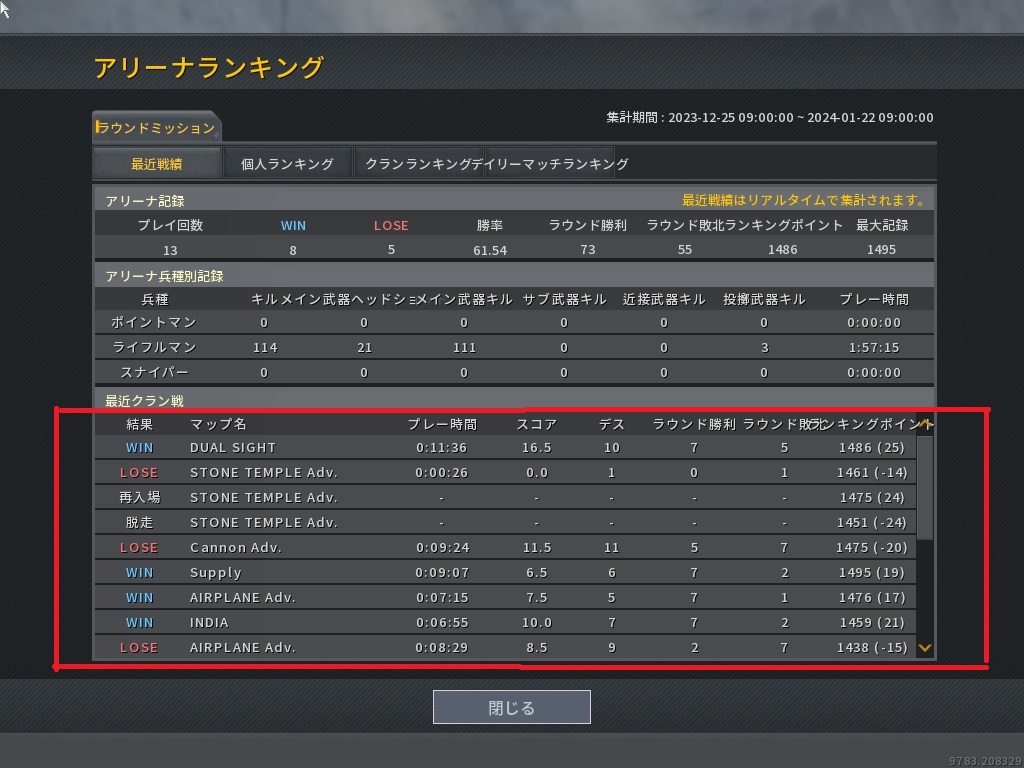 アリーナランキング
ラウンドミッション
集計期間 : 2023-12-25 09:00:00 ~ 2024-01-22 09:00:00
最近戦績 個人ランキング クランランキング デイリーマッチランキング
アリーナ記録 最近戦績はリアルタイムで集計されます。
プレイ回数 WIN LOSE 勝率 ラウンド勝利 ラウンド敗北 ランキングポイント 最大記録
13 8 5 61.54 73 55 1486 1495
アリーナ兵種別記録
兵種 キル メイン武器ヘッドショ メイン武器キル サブ武器キル 近接武器キル 投擲武器キル プレー時間
ポイントマン 0 0 0 0 0 0 0:00:00
ライフルマン 114 21 111 0 0 3 1:57:15
スナイパー 0 0 0 0 0 0 0:00:00
最近クラン戦
結果 マップ名 プレー時間 スコア デス ラウンド勝利 ラウンド敗北 ランキングポイント
WIN DUAL SIGHT 0:11:36 16.5 10 7 5 1486 (25)
LOSE STONE TEMPLE Adv. 0:00:26 0.0 1 0 1 1461 (-14)
再入場 STONE TEMPLE Adv. - - - - - 1475 (24)
脱走 STONE TEMPLE Adv. - - - - - 1451 (-24)
LOSE Cannon Adv. 0:09:24 11.5 11 5 7 1475 (-20)
WIN Supply 0:09:07 6.5 6 7 2 1495 (19)
WIN AIRPLANE Adv. 0:07:15 7.5 5 7 1 1476 (17)
WIN INDIA 0:06:55 10.0 7 7 2 1459 (21)
LOSE AIRPLANE Adv. 0:08:29 8.5 9 2 7 1438 (-15)
閉じる
9783.208329